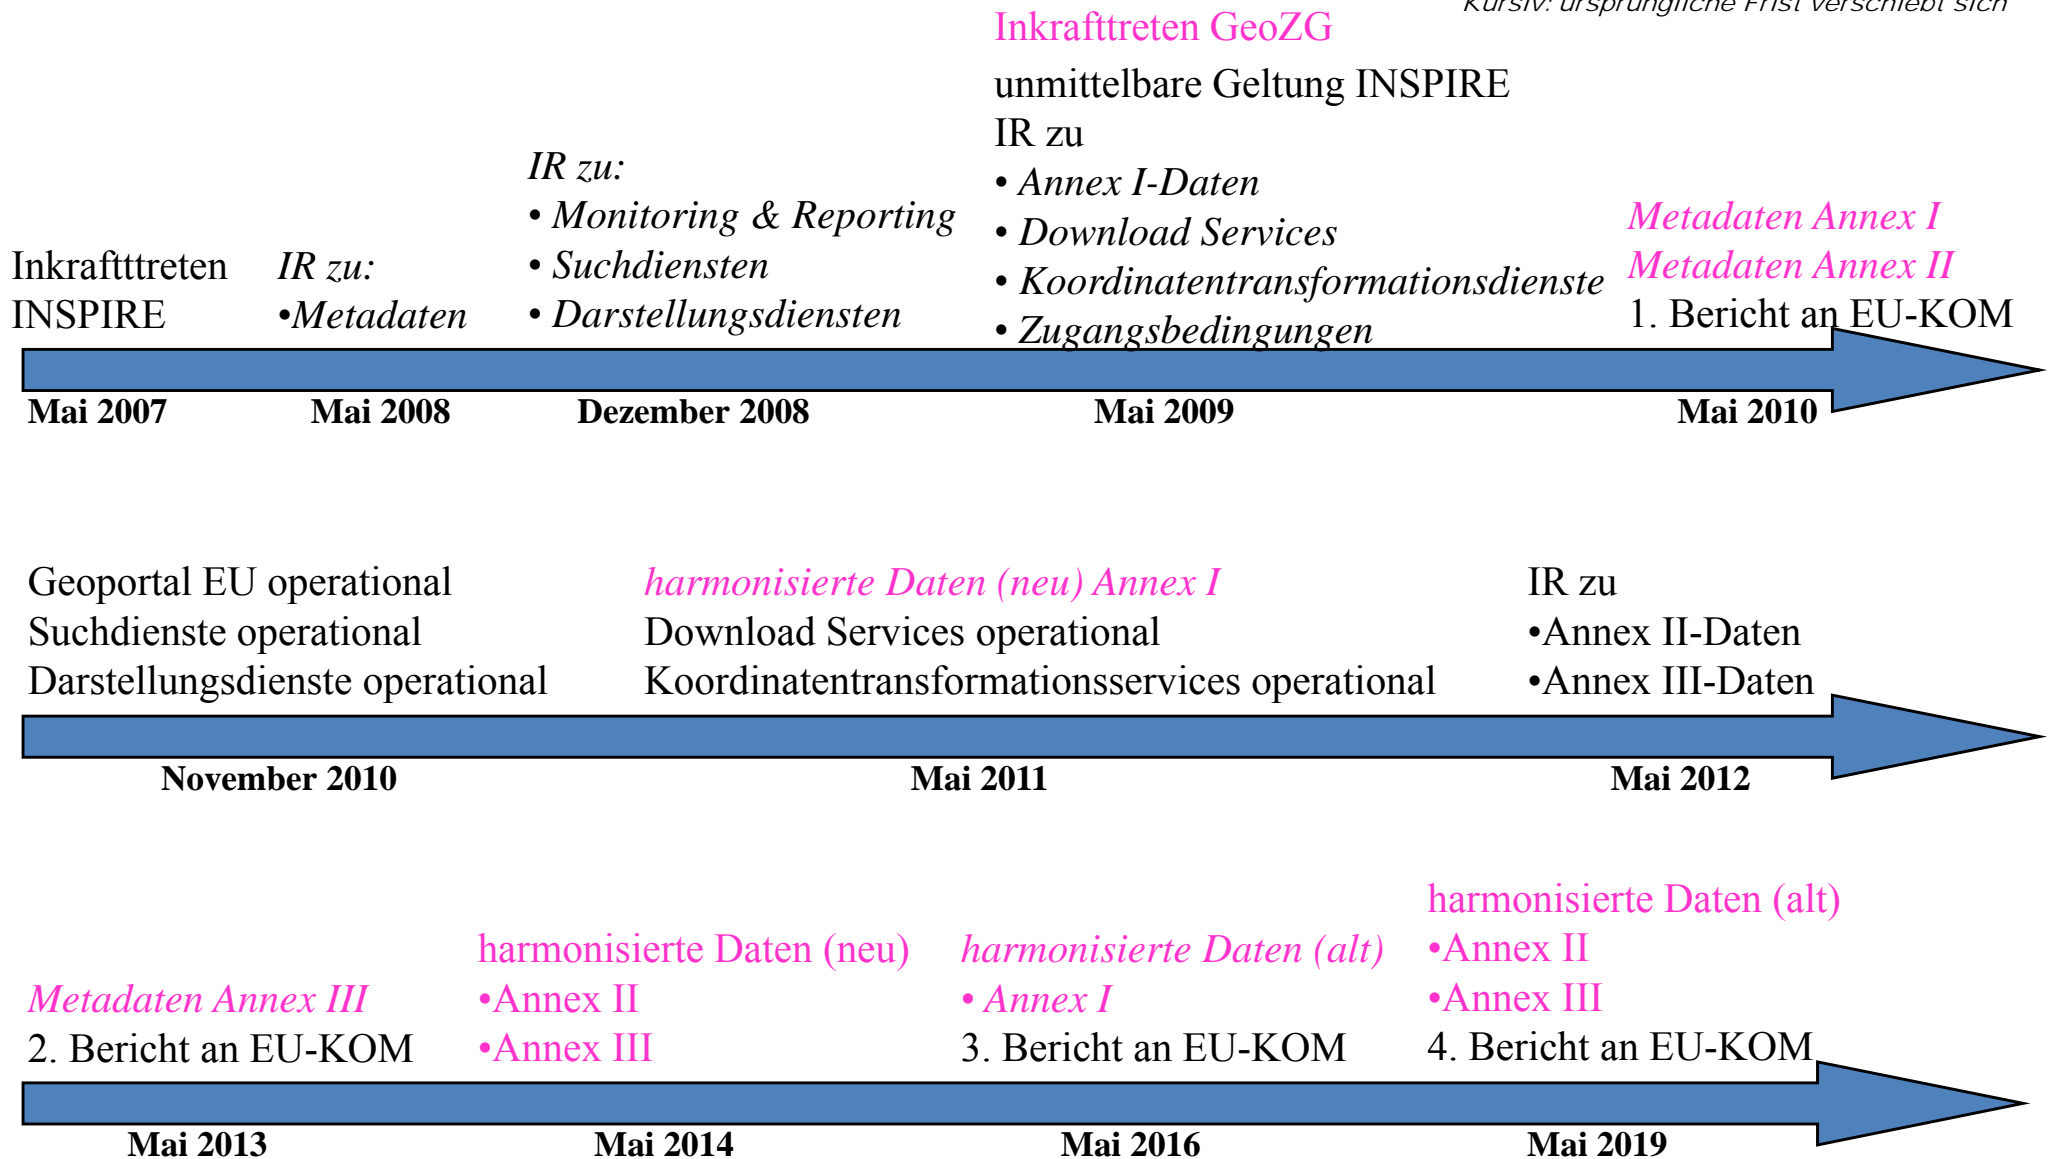 Kursiv: ursprüngliche Frist verschiebt sich
Inkrafttreten GeoZG
unmittelbare Geltung INSPIRE
IR zu
• Annex I-Daten
• Download Services
• Koordinatentransformationsdienste
• Zugangsbedingungen
IR zu:
• Monitoring & Reporting
• Suchdiensten
• Darstellungsdiensten
Metadaten Annex I
Metadaten Annex II
1. Bericht an EU-KOM
Inkraftttreten
INSPIRE
IR zu:
•Metadaten
Mai 2007
Mai 2008
Dezember 2008
Mai 2009
Mai 2010
Geoportal EU operational
Suchdienste operational
Darstellungsdienste operational
harmonisierte Daten (neu) Annex I
Download Services operational
Koordinatentransformationsservices operational
IR zu
•Annex II-Daten
•Annex III-Daten
November 2010
Mai 2011
Mai 2012
Metadaten Annex III
2. Bericht an EU-KOM
harmonisierte Daten (neu)
•Annex II
•Annex III
harmonisierte Daten (alt)
• Annex I
3. Bericht an EU-KOM
harmonisierte Daten (alt)
•Annex II
•Annex III
4. Bericht an EU-KOM
Mai 2013
Mai 2014
Mai 2016
Mai 2019